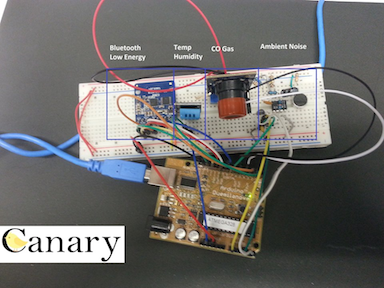 Bluetooth
Low Energy
Temp
Humidity
CO Gas
Ambient Noise
Canary